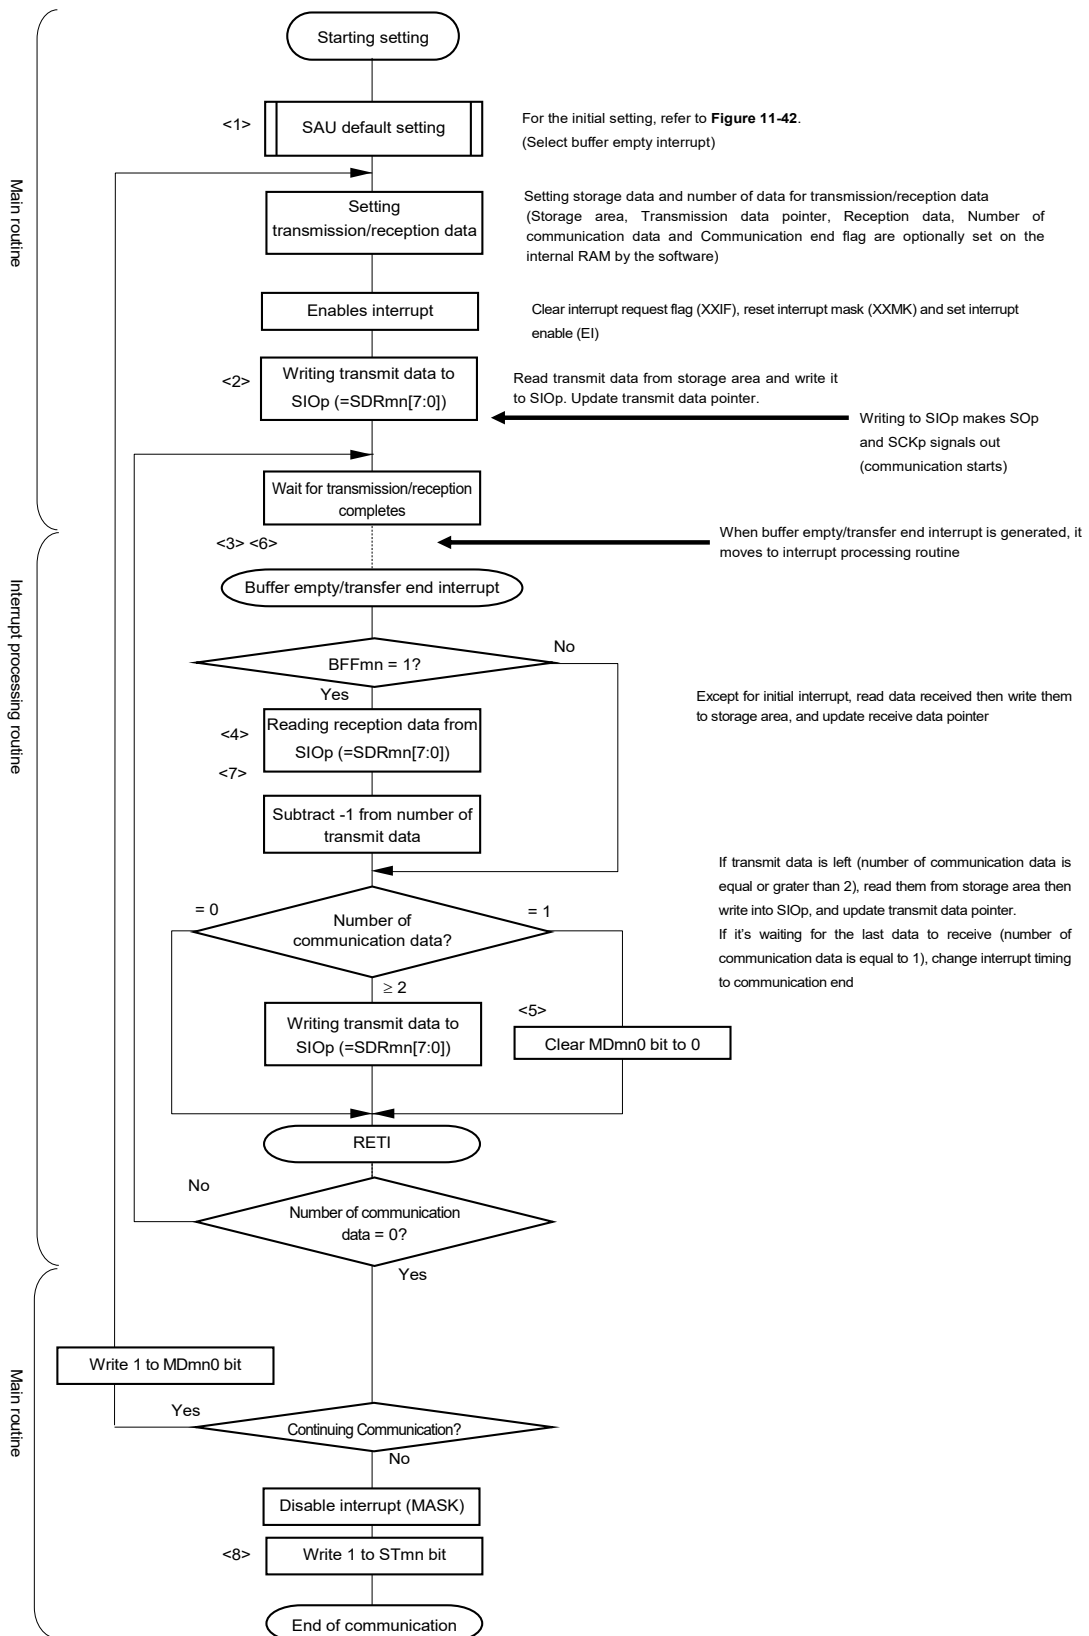 Starting setting
<1>
SAU default setting
For the initial setting, refer to Figure 11-42.
(Select buffer empty interrupt)
Main routine
Setting
transmission/reception data
Setting storage data and number of data for transmission/reception data
(Storage area, Transmission data pointer, Reception data, Number of
communication data and Communication end flag are optionally set on the
internal RAM by the software)
Enables interrupt
Clear interrupt request flag (XXIF), reset interrupt mask (XXMK) and set interrupt
enable (EI)
<2>
Writing transmit data to
SIOp (=SDRmn[7:0])
Read transmit data from storage area and write it
to SIOp. Update transmit data pointer.
Writing to SIOp makes SOp
and SCKp signals out
(communication starts)
Wait for transmission/reception
completes
<3> <6>
When buffer empty/transfer end interrupt is generated, it
moves to interrupt processing routine
Interrupt processing routine
Buffer empty/transfer end interrupt
BFFmn = 1?
No
Yes
<4>
Reading reception data from
SIOp (=SDRmn[7:0])
<7>
Except for initial interrupt, read data received then write them
to storage area, and update receive data pointer
Subtract -1 from number of
transmit data
= 0
Number of
communication data?
= 1
≥ 2
If transmit data is left (number of communication data is
equal or grater than 2), read them from storage area then
write into SIOp, and update transmit data pointer.
If it's waiting for the last data to receive (number of
communication data is equal to 1), change interrupt timing
to communication end
Writing transmit data to
SIOp (=SDRmn[7:0])
<5>
Clear MDmn0 bit to 0
RETI
No
Number of communication
data = 0?
Yes
Main routine
Write 1 to MDmn0 bit
Yes
Continuing Communication?
No
Disable interrupt (MASK)
<8>
Write 1 to STmn bit
End of communication